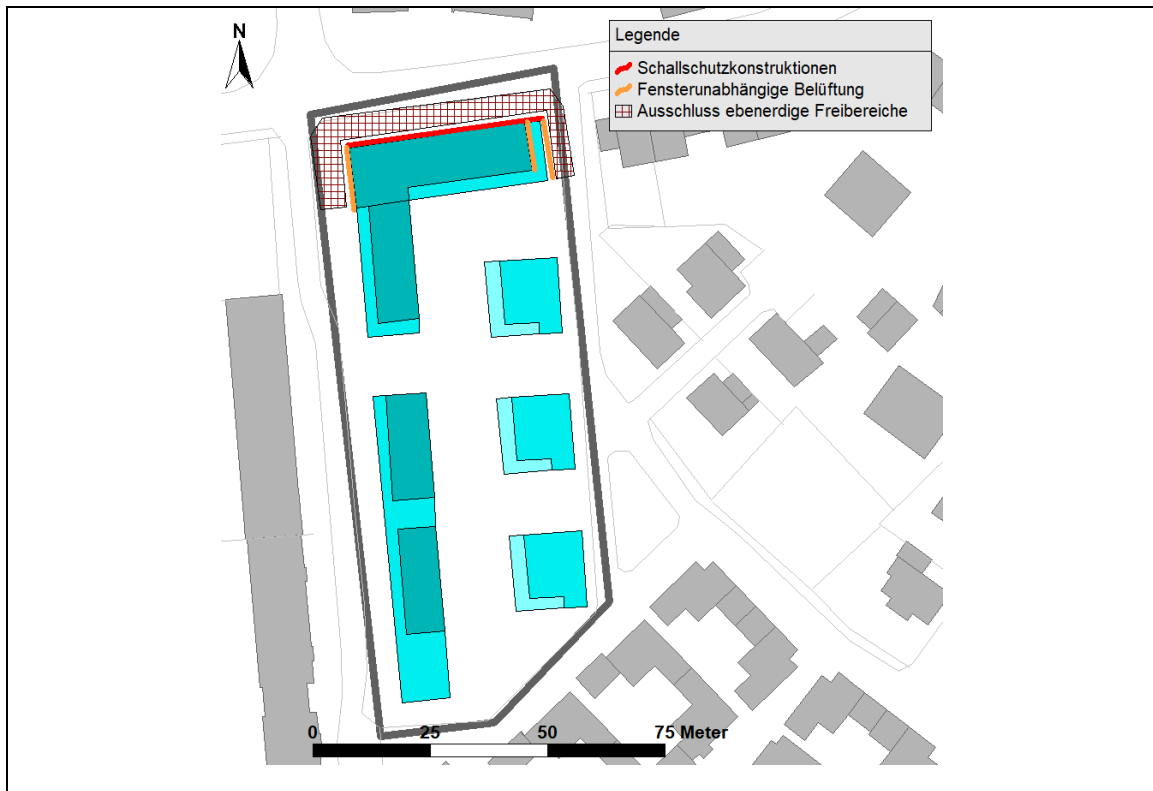 N
Legende
Schallschutzkonstruktionen
Fensterunabhängige Belüftung
Ausschluss ebenerdige Freibereiche
0 25 50 75 Meter